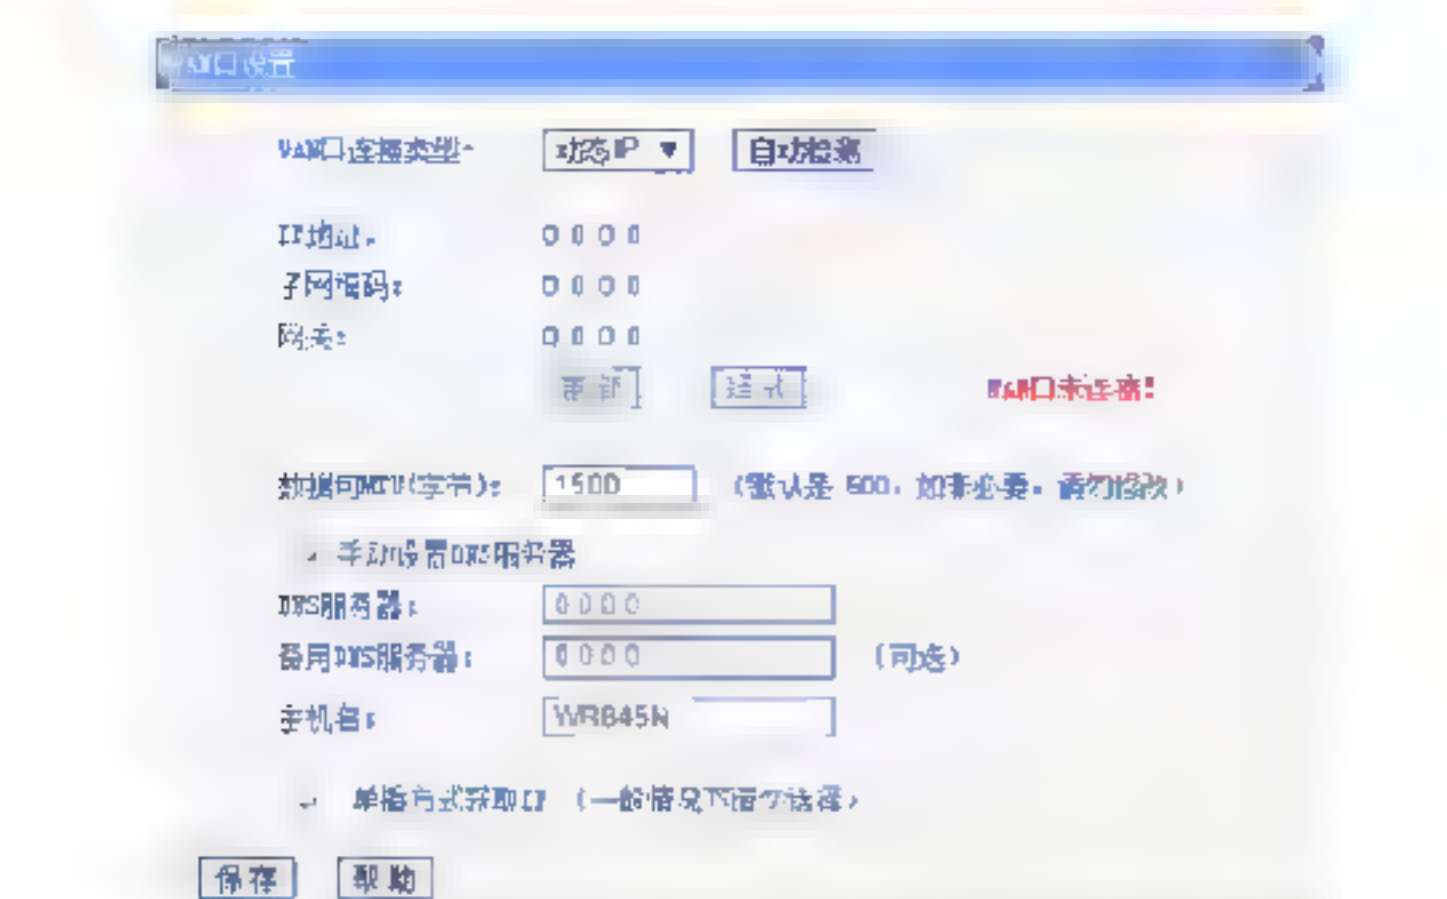 WAN口设置
WAN口连接类型: 动态IP ▼ 自动检测
IP地址: 0.0.0.0
子网掩码: 0.0.0.0
网关: 0.0.0.0
更新 释放 WAN口未连接!
数据包MTU(字节): 1500 (默认是1500, 如非必要, 请勿修改)
手动设置DNS服务器
DNS服务器: 0.0.0.0
备用DNS服务器: 0.0.0.0 (可选)
主机名: WR845N
单播方式获取IP (一般情况下请勿选择)
保存 帮助